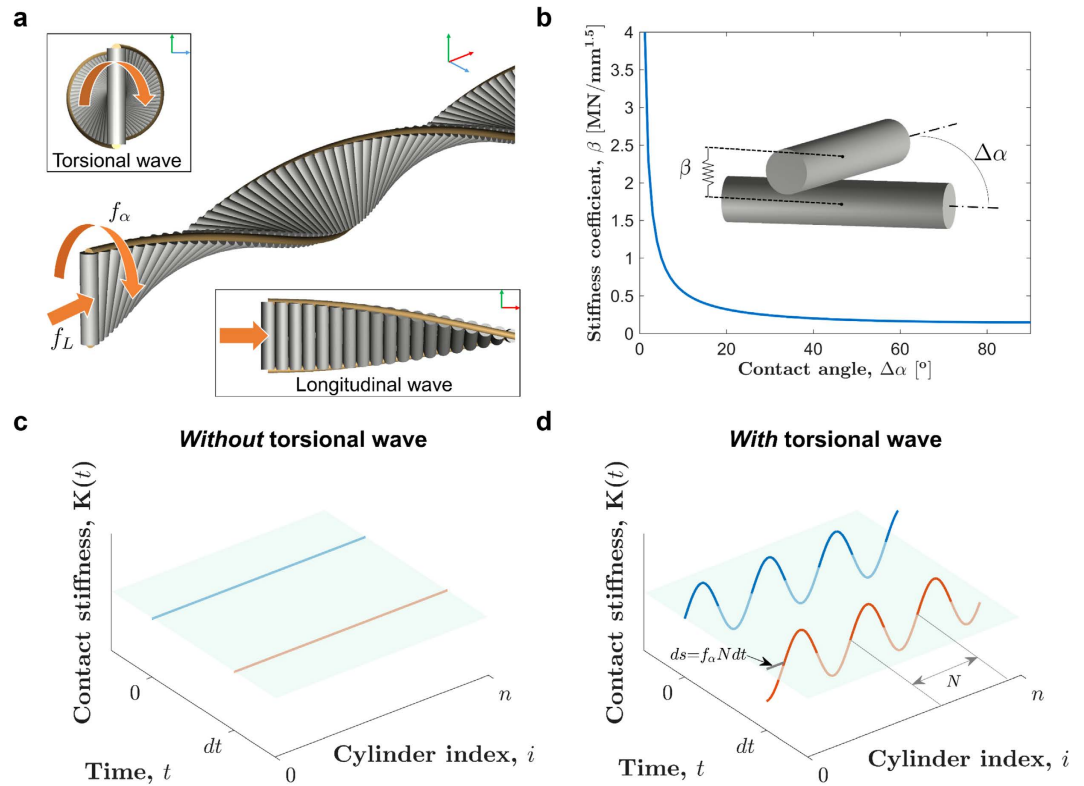 a
Torsional wave
f_α
f_L
Longitudinal wave
b
Stiffness coefficient, β [MN/mm^1.5]
4
3.5
3
2.5
2
1.5
1
0.5
0
0
20
40
60
80
Contact angle, Δα [°]
β
Δα
c
Without torsional wave
Contact stiffness, K(t)
0
dt
Time, t
0
n
Cylinder index, i
d
With torsional wave
Contact stiffness, K(t)
ds=f_αNdt
N
0
dt
Time, t
0
n
Cylinder index, i